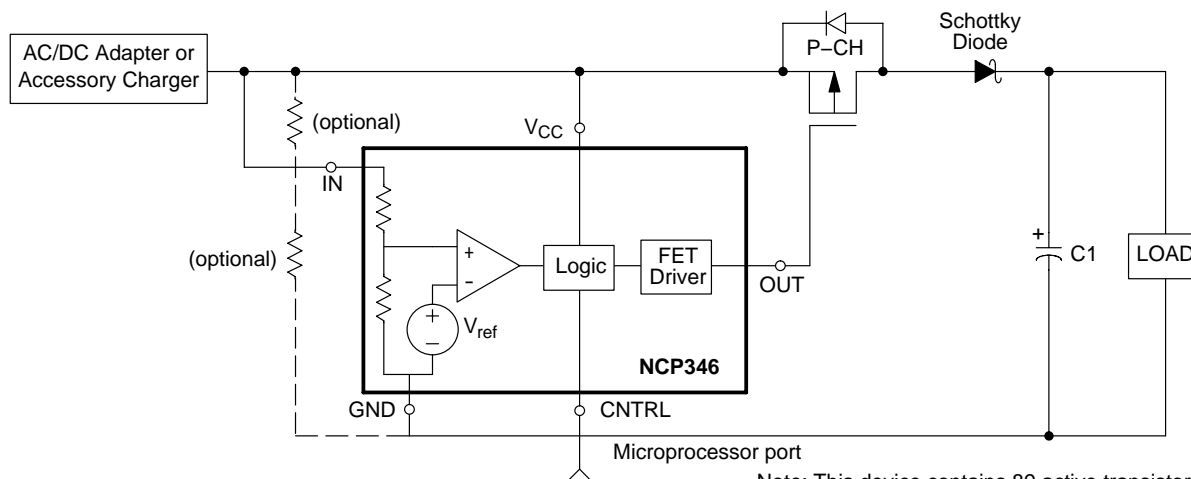 AC/DC Adapter or
Accessory Charger
(optional)
(optional)
P–CH
Schottky
Diode
VCC
IN
+
–
+
–
Vref
Logic
FET
Driver
OUT
NCP346
GND
CNTRL
+
C1
LOAD
Microprocessor port